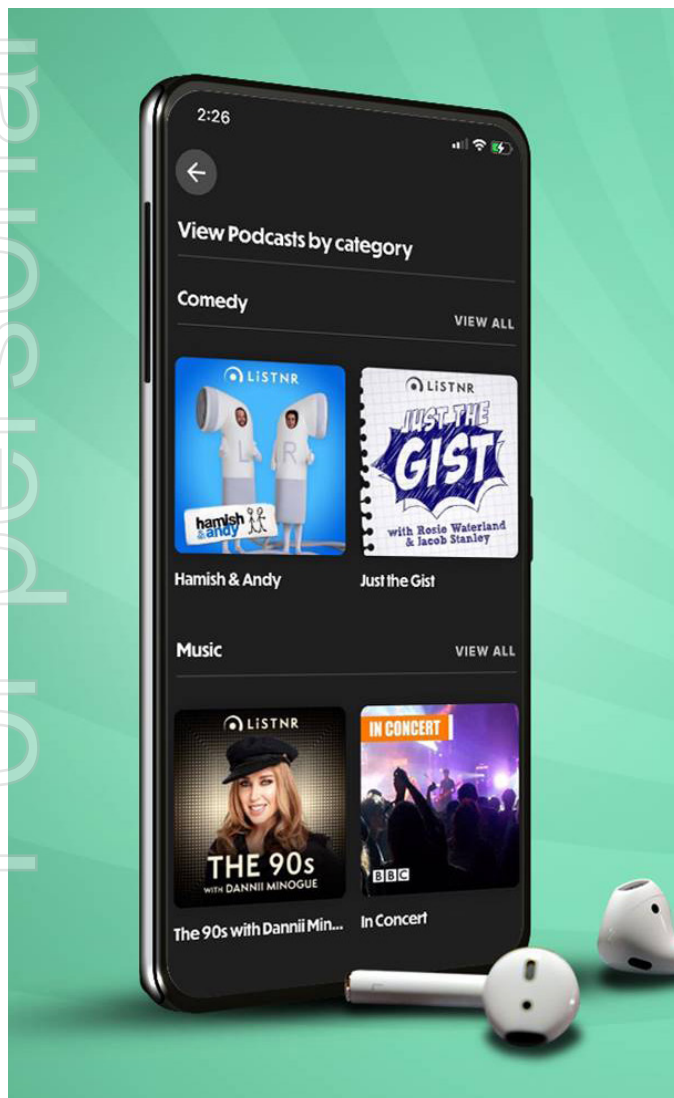 For personal
2:26
View Podcasts by category
Comedy
VIEW ALL
LiSTNR
L R
hamish
& andy
LiSTNR
JUST THE
GIST
with Rosie Waterland
& Jacob Stanley
Hamish & Andy
Just the Gist
Music
VIEW ALL
LiSTNR
THE 90s
WITH DANNII MINOGUE
IN CONCERT
BBC
The 90s with Dannii Min...
In Concert
L